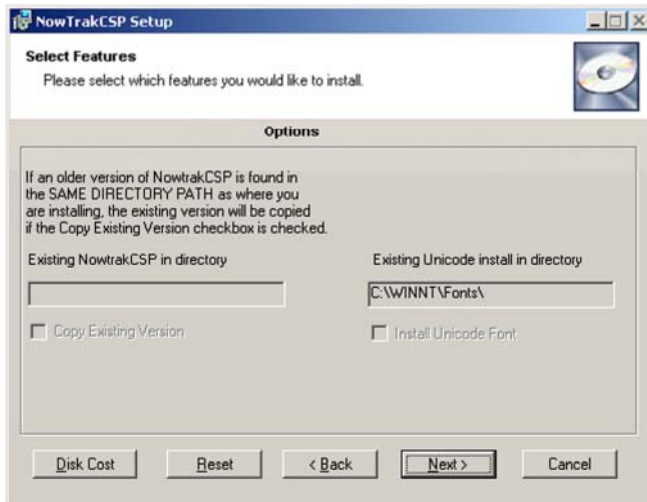 NowTrakCSP Setup
Select Features
Please select which features you would like to install.
Options
If an older version of NowtrakCSP is found in
the SAME DIRECTORY PATH as where you
are installing, the existing version will be copied
if the Copy Existing Version checkbox is checked.
Existing NowtrakCSP in directory
Existing Unicode install in directory
C:\WINNT\Fonts\
Copy Existing Version
Install Unicode Font
Disk Cost
Reset
< Back
Next >
Cancel